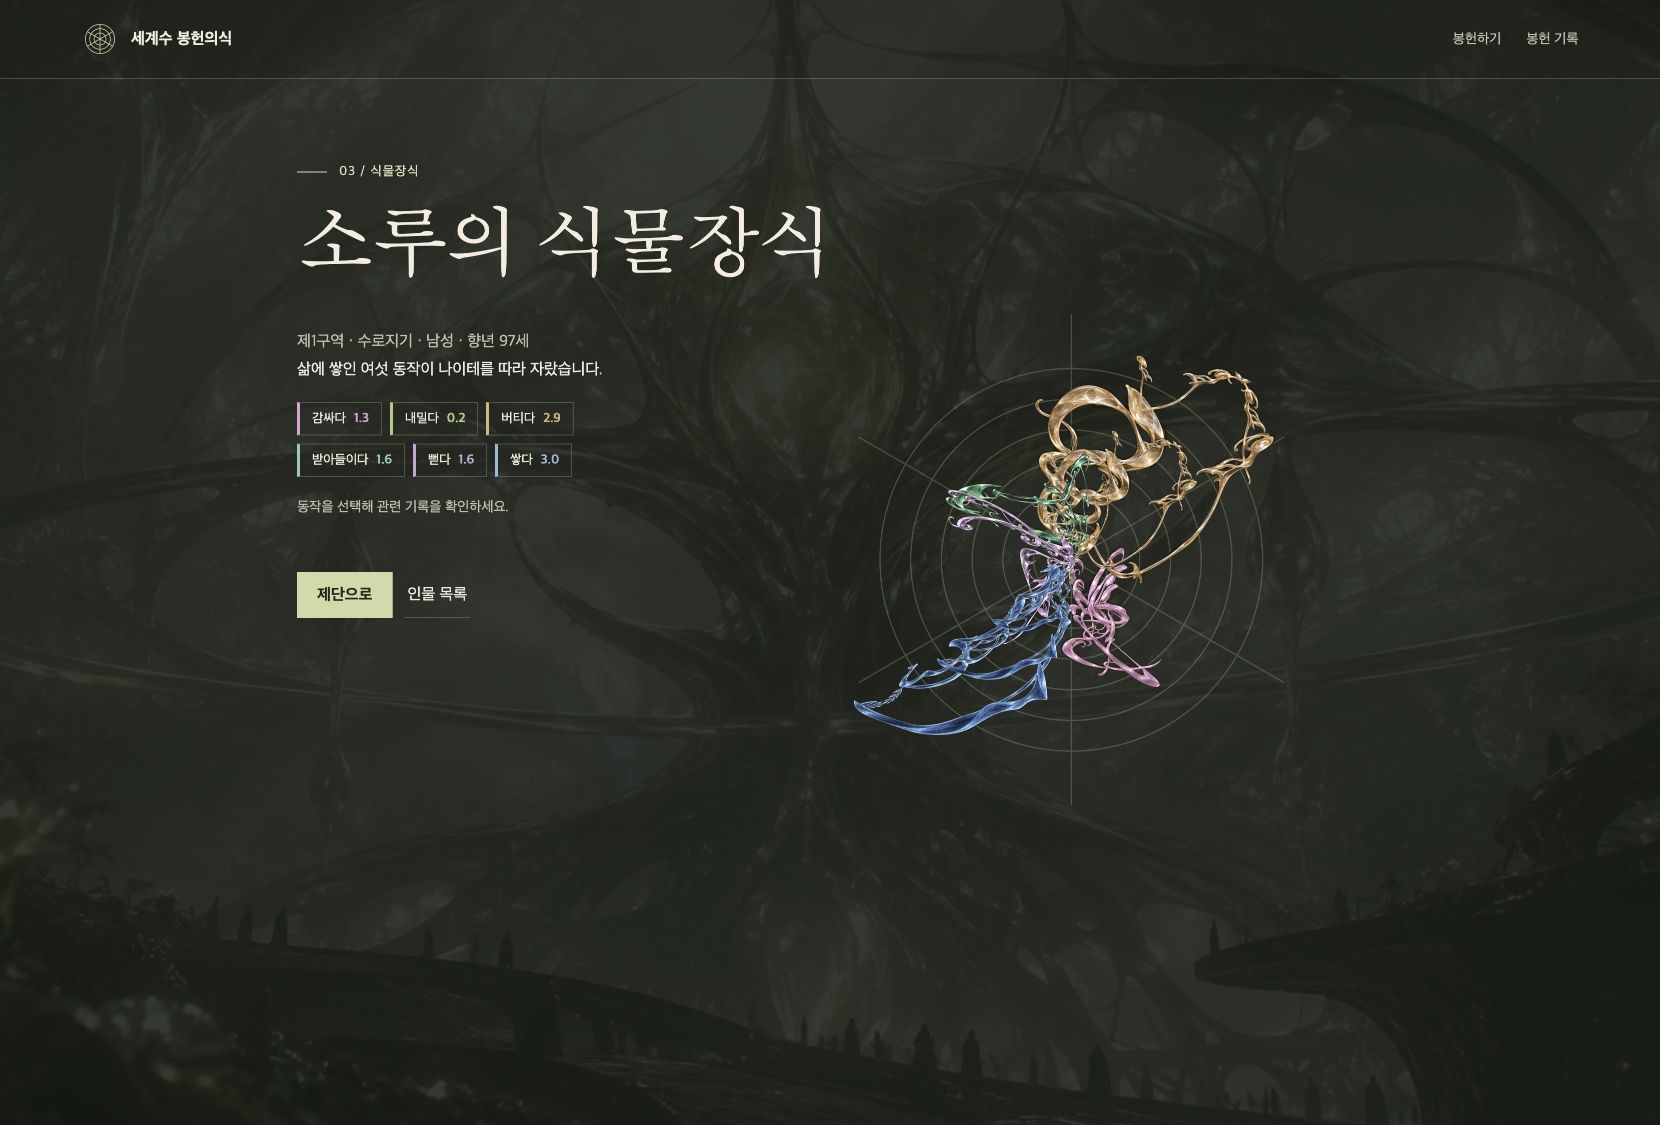 세계수 봉헌의식
봉헌하기 봉헌 기록
03 / 식물장식
소루의 식물장식
제1구역 · 수로지기 · 남성 · 향년 97세
삶에 쌓인 여섯 동작이 나이테를 따라 자랐습니다.
감싸다 1.3 내밀다 0.2 버티다 2.9
받아들이다 1.6 뻗다 1.6 쌓다 3.0
동작을 선택해 관련 기록을 확인하세요.
제단으로 인물 목록